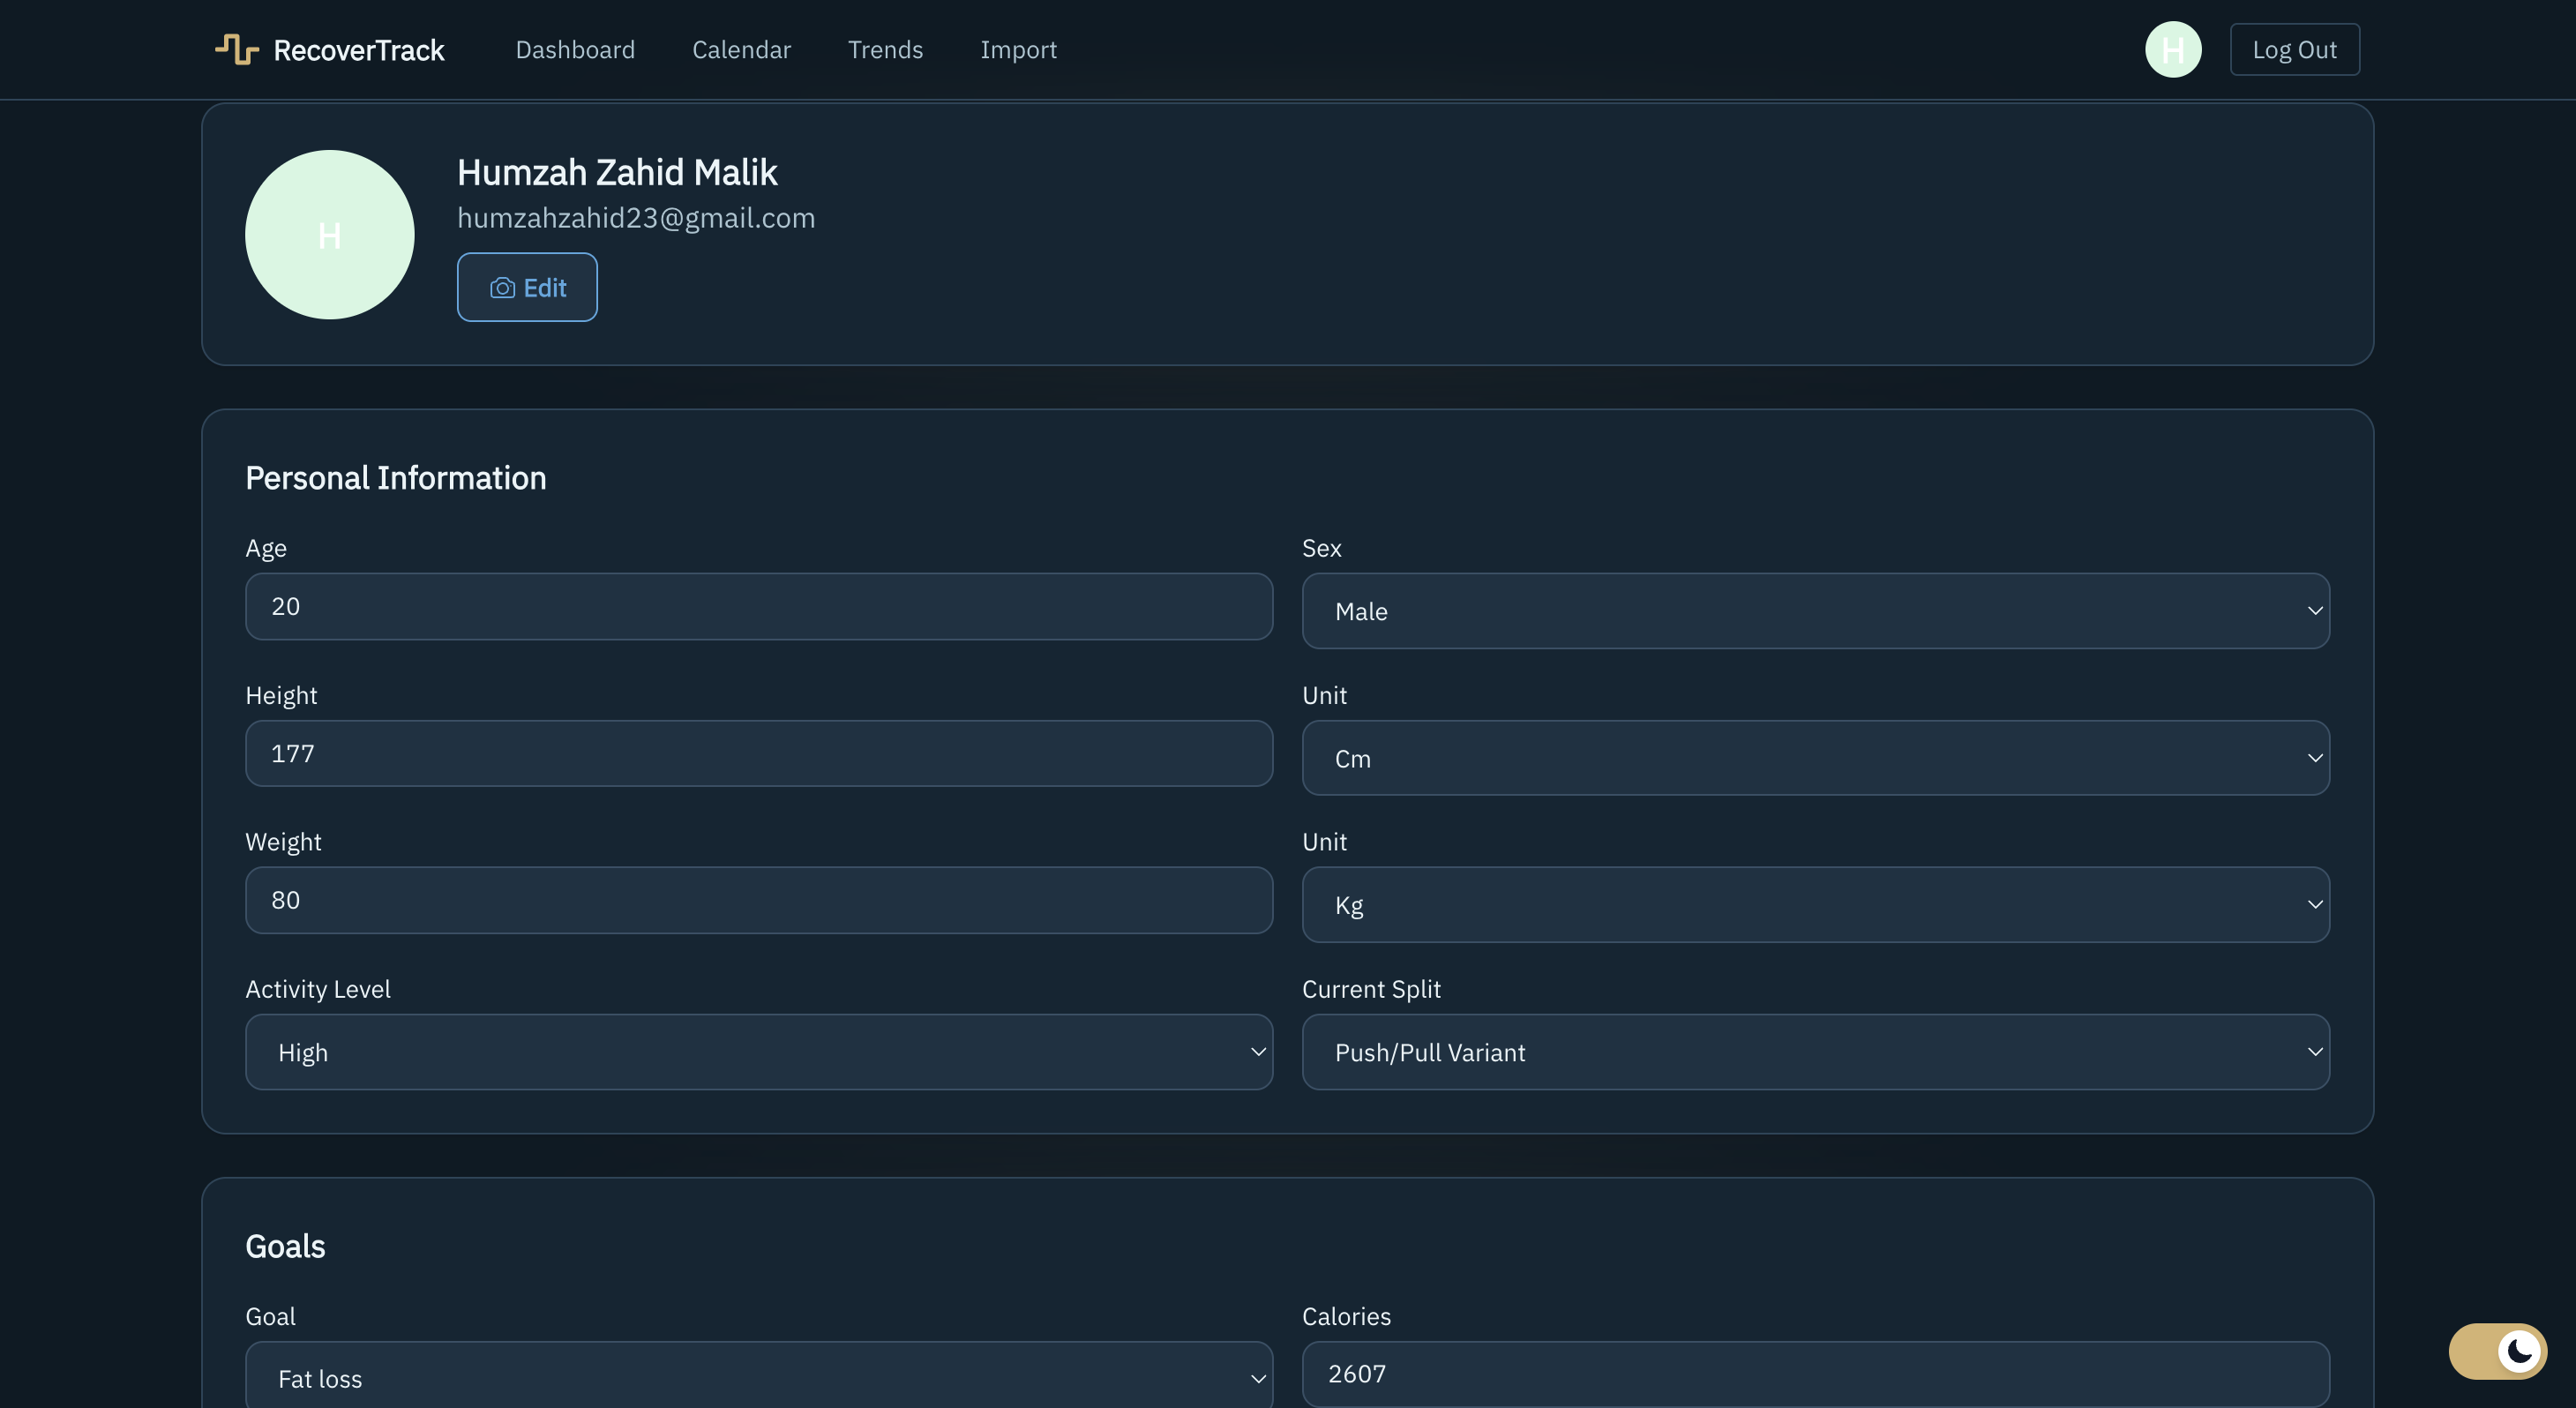 RecoverTrack Dashboard Calendar Trends Import H Log Out
H
Humzah Zahid Malik
humzahzahid23@gmail.com
Edit
Personal Information
Age Sex
20 Male
Height Unit
177 Cm
Weight Unit
80 Kg
Activity Level Current Split
High Push/Pull Variant
Goals
Goal Calories
Fat loss 2607